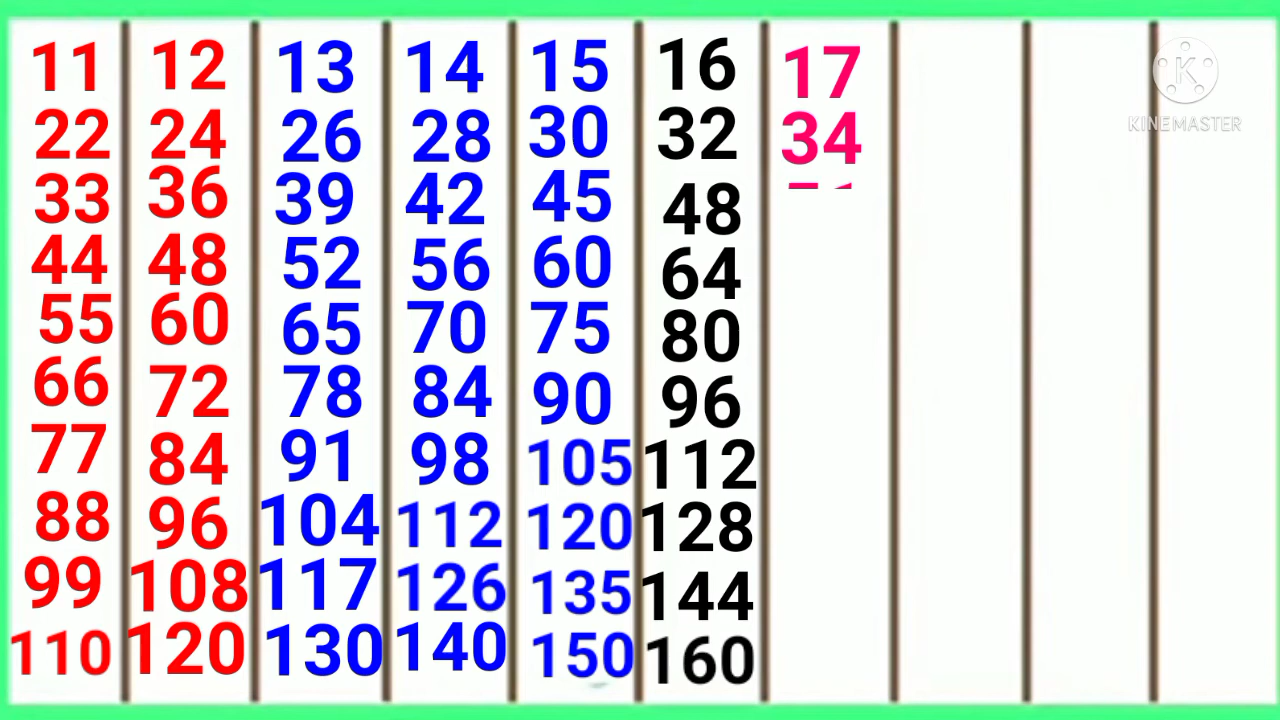 11 12 13 14 15 16 17
22 24 26 28 30 32 34
33 36 39 42 45 48
44 48 52 56 60 64
55 60 65 70 75 80
66 72 78 84 90 96
77 84 91 98 105 112
88 96 104 112 120 128
99 108 117 126 135 144
110 120 130 140 150 160
K
KINEMASTER